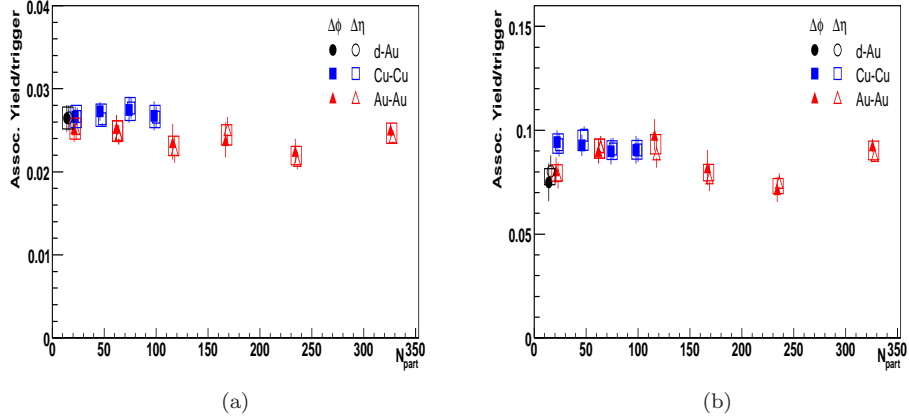 Assoc. Yield/trigger
0.04
0.03
0.02
0.01
0
0 50 100 150 200 250 300 350
N_part
Δϕ Δη
d-Au
Cu-Cu
Au-Au
(a)
Assoc. Yield/trigger
0.15
0.1
0.05
0
0 50 100 150 200 250 300 350
N_part
Δϕ Δη
d-Au
Cu-Cu
Au-Au
(b)